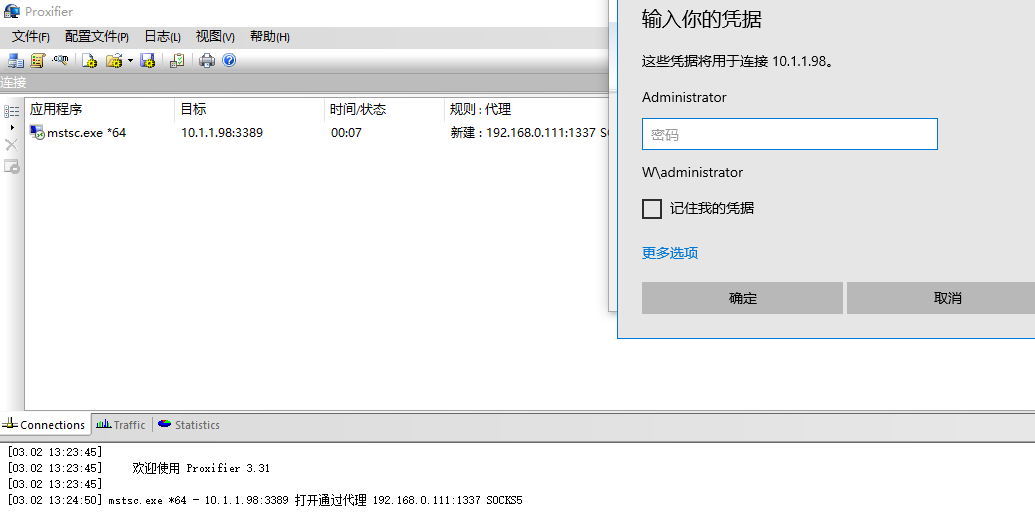 Proxifier
文件(F) 配置文件(P) 日志(L) 视图(V) 帮助(H)
连接
应用程序 目标 时间/状态 规则 : 代理
mstsc.exe *64 10.1.1.98:3389 00:07 新建 : 192.168.0.111:1337 SO
输入你的凭据
这些凭据将用于连接 10.1.1.98。
Administrator
密码
W\administrator
记住我的凭据
更多选项
确定 取消
Connections Traffic Statistics
[03.02 13:23:45]
[03.02 13:23:45] 欢迎使用 Proxifier 3.31
[03.02 13:23:45]
[03.02 13:24:50] mstsc.exe *64 - 10.1.1.98:3389 打开通过代理 192.168.0.111:1337 SOCKS5